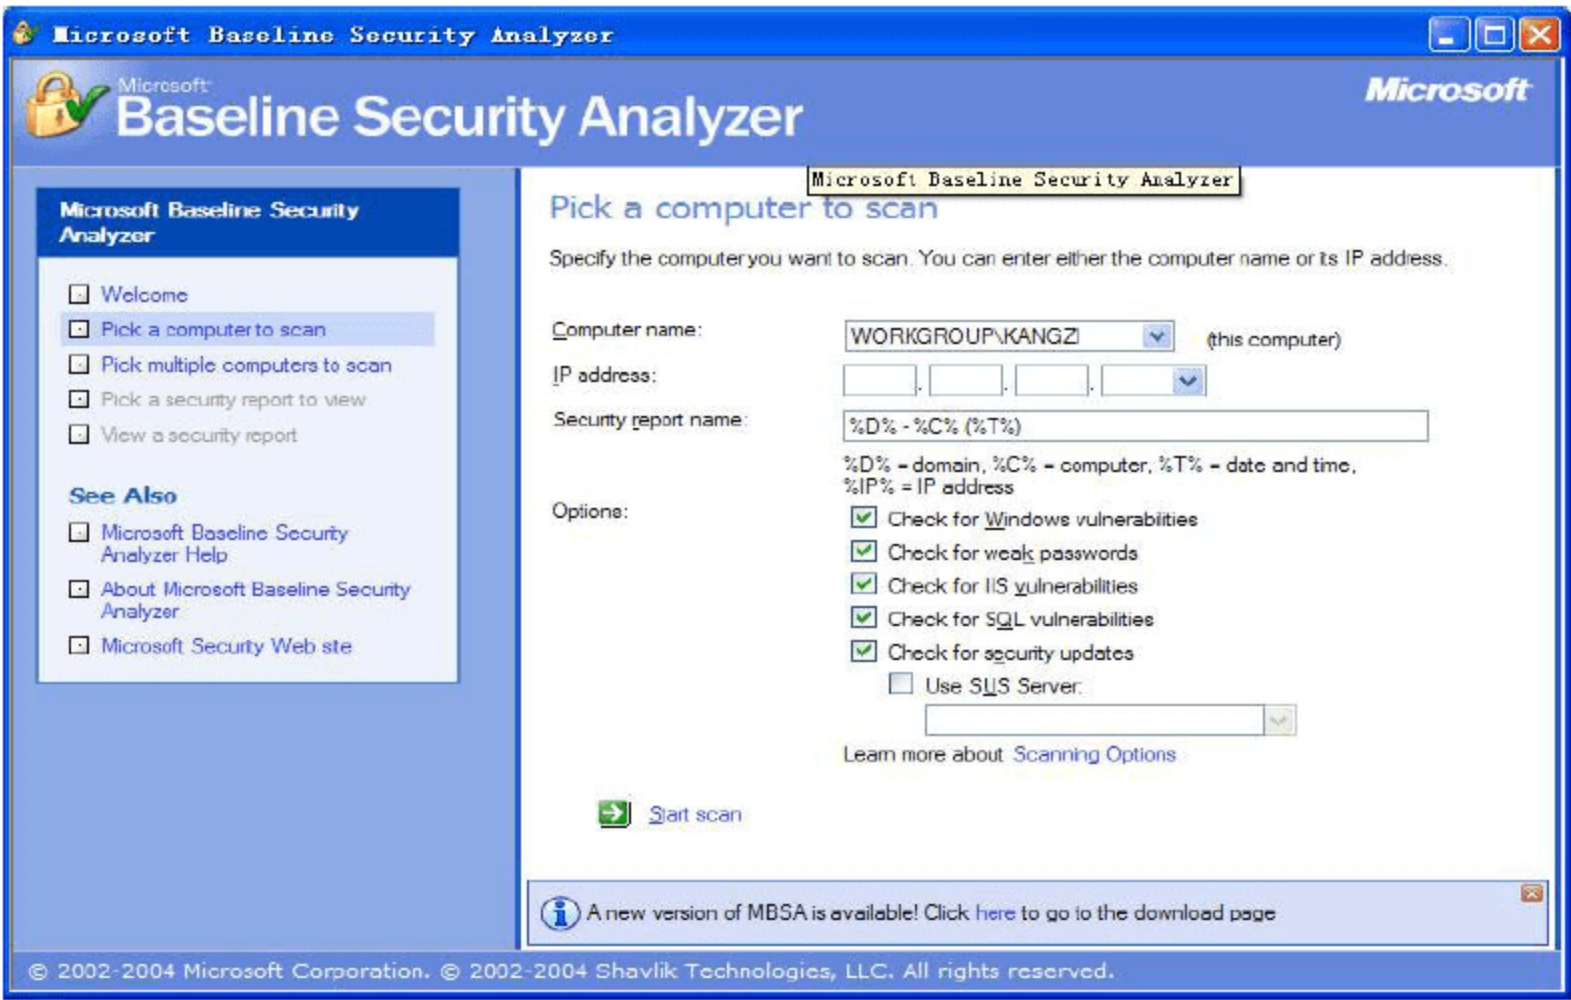 Microsoft Baseline Security Analyzer
Microsoft
Baseline Security Analyzer
Microsoft
Microsoft Baseline Security Analyzer
Microsoft Baseline Security
Analyzer
Welcome
Pick a computer to scan
Pick multiple computers to scan
Pick a security report to view
View a security report
See Also
Microsoft Baseline Security
Analyzer Help
About Microsoft Baseline Security
Analyzer
Microsoft Security Web site
Pick a computer to scan
Specify the computer you want to scan. You can enter either the computer name or its IP address.
Computer name:
WORKGROUP\KANGZI
(this computer)
IP address:
. . .
Security report name:
%D% - %C% (%T%)
%D% = domain, %C% = computer, %T% = date and time,
%IP% = IP address
Options:
Check for Windows vulnerabilities
Check for weak passwords
Check for IIS vulnerabilities
Check for SQL vulnerabilities
Check for security updates
Use SUS Server:
Learn more about Scanning Options
Start scan
A new version of MBSA is available! Click here to go to the download page
© 2002-2004 Microsoft Corporation. © 2002-2004 Shavlik Technologies, LLC. All rights reserved.